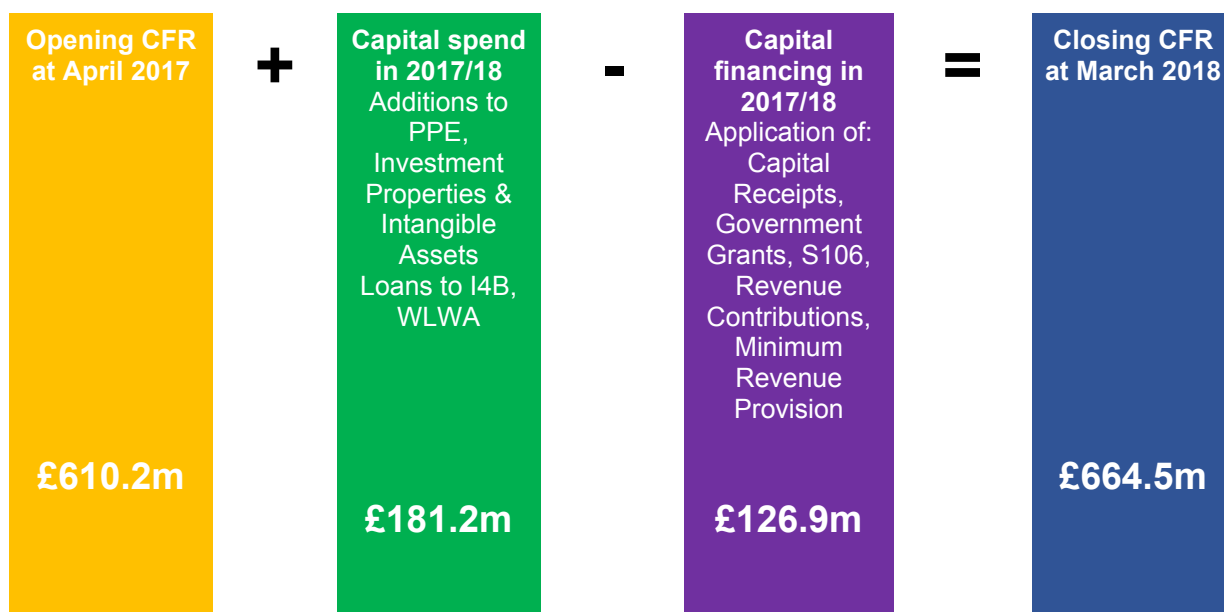 Opening CFR
at April 2017
£610.2m
+
Capital spend
in 2017/18
Additions to
PPE,
Investment
Properties &
Intangible
Assets
Loans to I4B,
WLWA
£181.2m
-
Capital
financing in
2017/18
Application of:
Capital
Receipts,
Government
Grants, S106,
Revenue
Contributions,
Minimum
Revenue
Provision
£126.9m
=
Closing CFR
at March 2018
£664.5m